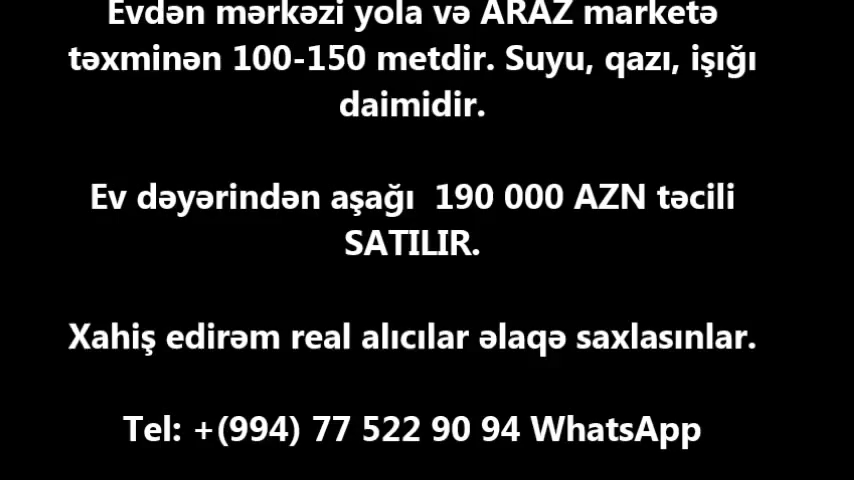 Evdən mərkəzi yola və ARAZ marketə
təxminən 100-150 metdir. Suyu, qazı, işığı
daimidir.
Ev dəyərindən aşağı 190 000 AZN təcili
SATILIR.
Xahiş edirəm real alıcılar əlaqə saxlasınlar.
Tel: +(994) 77 522 90 94 WhatsApp